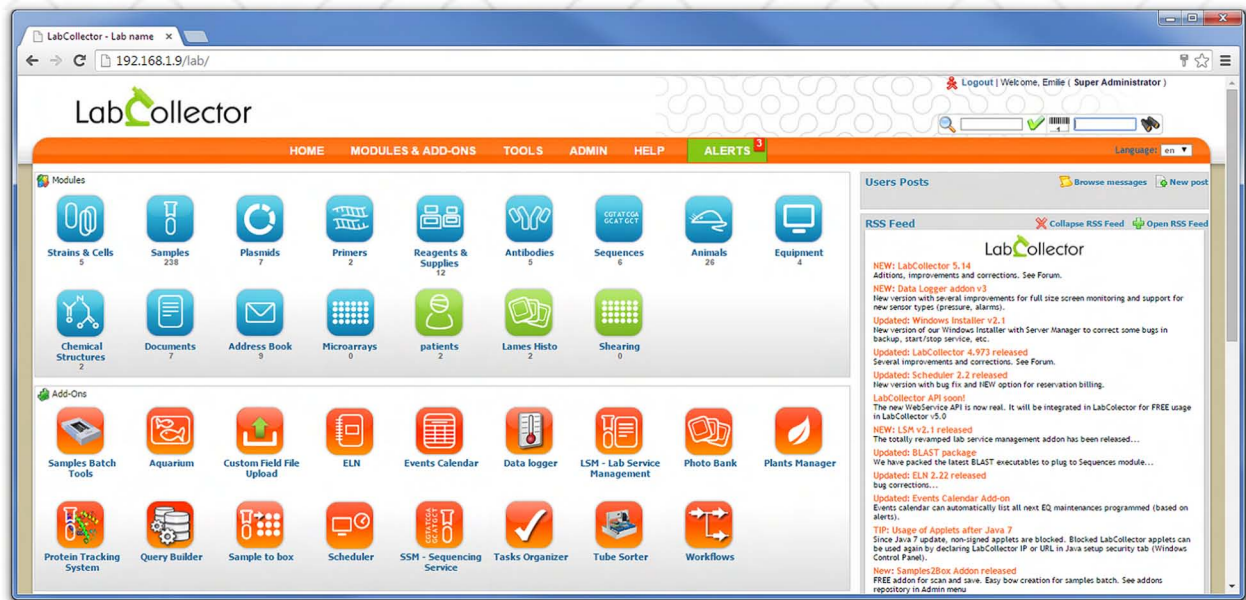 LabCollector - Lab name
192.168.1.9/lab/
Logout | Welcome, Emilie ( Super Administrator )
LabCollector
HOME MODULES & ADD-ONS TOOLS ADMIN HELP ALERTS 3
Language: en
Modules
Strains & Cells
5
Samples
238
Plasmids
7
Primers
2
Reagents &
Supplies
12
Antibodies
5
CGTATCGA
GCAT GCT
Sequences
6
Animals
26
Equipment
4
Chemical
Structures
2
Documents
7
Address Book
9
Microarrays
0
patients
2
Lames Histo
2
Shearing
0
Add-Ons
Samples Batch
Tools
Aquarium
Custom Field File
Upload
ELN
Events Calendar
Data logger
LSM - Lab Service
Management
Photo Bank
Plants Manager
Protein Tracking
System
Query Builder
Sample to box
Scheduler
SSM - Sequencing
Service
Tasks Organizer
Tube Sorter
Workflows
Users Posts
Browse messages New post
RSS Feed
Collapse RSS Feed Open RSS Feed
LabCollector
NEW: LabCollector 5.14
Aditions, improvements and corrections. See Forum.
NEW: Data Logger addon v3
New version with several improvements for full size screen monitoring and support for
new sensor types (pressure, alarms).
Updated: Windows Installer v2.1
New version of our Windows Installer with Server Manager to correct some bugs in
backup, start/stop service, etc.
Updated: LabCollector 4.973 released
Several improvements and corrections. See Forum.
Updated: Scheduler 2.2 released
New version with bug fix and NEW option for reservation billing.
LabCollector API soon!
The new WebService API is now real. It will be integrated in LabColector for FREE usage
in LabCollector v5.0
NEW: LSM v2.1 released
The totally revamped lab service management addon has been released...
Updated: BLAST package
We have packed the latest BLAST executables to plug to Sequences module...
Updated: ELN 2.22 released
bug corrections...
Updated: Events Calendar Add-on
Events calendar can automatically list all next EQ maintenances programmed (based on
alerts).
TIP: Usage of Applets after Java 7
Since Java 7 update, non-signed applets are blocked. Blocked LabCollector applets can
be used again by declaring LabCollector IP or URL in Java setup security tab (Windows
Control Panel).
New: Samples2Box Addon released
FREE addon for scan and save. Easy bow creation for samples batch. See addons
repository in Admin menu